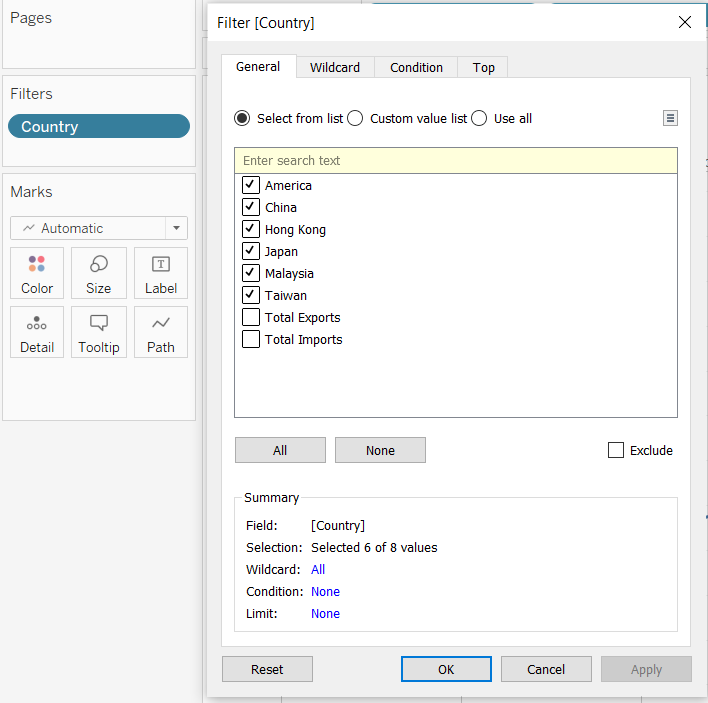 Pages
Filters
Country
Marks
Automatic
Color Size Label
Detail Tooltip Path
Filter [Country]
General Wildcard Condition Top
Select from list Custom value list Use all
Enter search text
America
China
Hong Kong
Japan
Malaysia
Taiwan
Total Exports
Total Imports
All None Exclude
Summary
Field: [Country]
Selection: Selected 6 of 8 values
Wildcard: All
Condition: None
Limit: None
Reset OK Cancel Apply